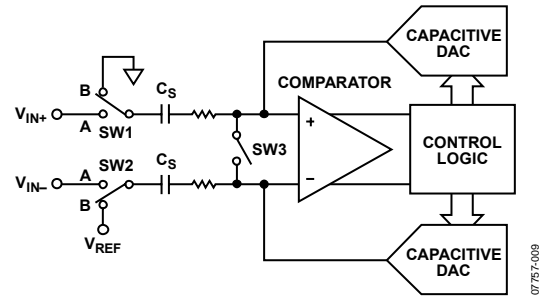 CAPACITIVE
DAC
B
CS
COMPARATOR
VIN+
A
SW1
+
SW3
CONTROL
LOGIC
CS
VIN–
A
SW2
–
B
VREF
CAPACITIVE
DAC
07757-009